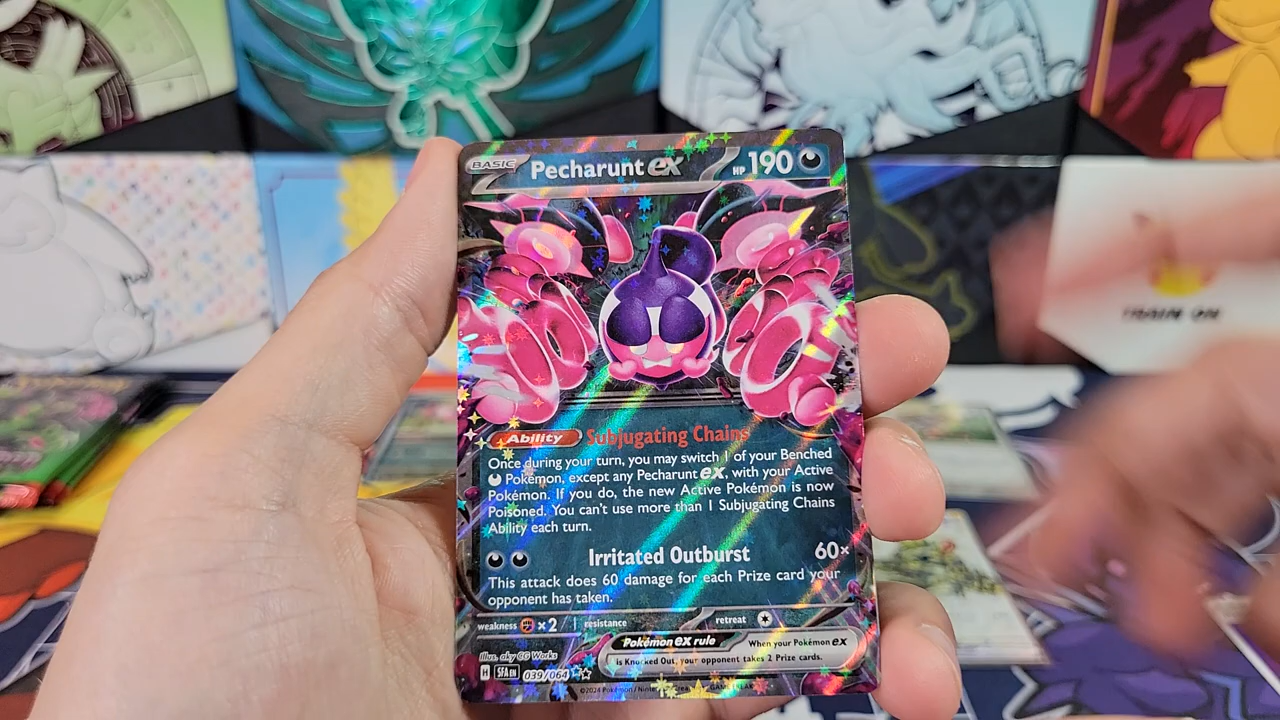 BASIC Pecharunt ex HP 190
Ability Subjugating Chains
Once during your turn, you may switch 1 of your Benched
Pokémon, except any Pecharunt ex, with your Active
Pokémon. If you do, the new Active Pokémon is now
Poisoned. You can't use more than 1 Subjugating Chains
Ability each turn.
Irritated Outburst 60×
This attack does 60 damage for each Prize card your
opponent has taken.
weakness ×2 resistance retreat
Pokémon ex rule When your Pokémon ex
is Knocked Out, your opponent takes 2 Prize cards.
Illus. aky CG Works
H SFA EN 039/064
©2024 Pokémon
TRAIN ON